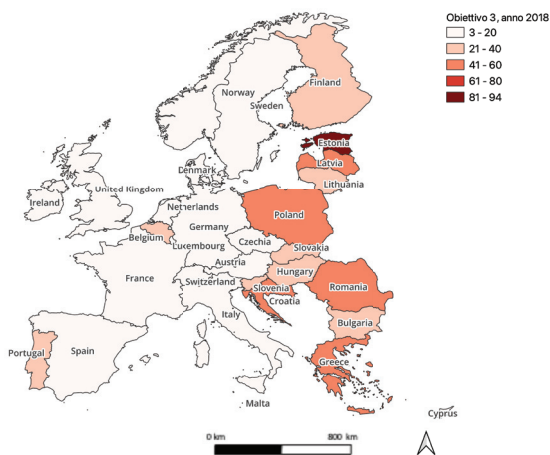 Obiettivo 3, anno 2018
3 - 20
21 - 40
41 - 60
61 - 80
81 - 94
Finland
Norway
Sweden
Estonia
Latvia
Denmark
Lithuania
United Kingdom
Ireland
Netherlands
Poland
Germany
Belgium
Luxembourg
Czechia
Slovakia
Austria
Hungary
France
Switzerland
Slovenia
Romania
Croatia
Italy
Bulgaria
Portugal
Spain
Greece
Malta
Cyprus
0 km 800 km